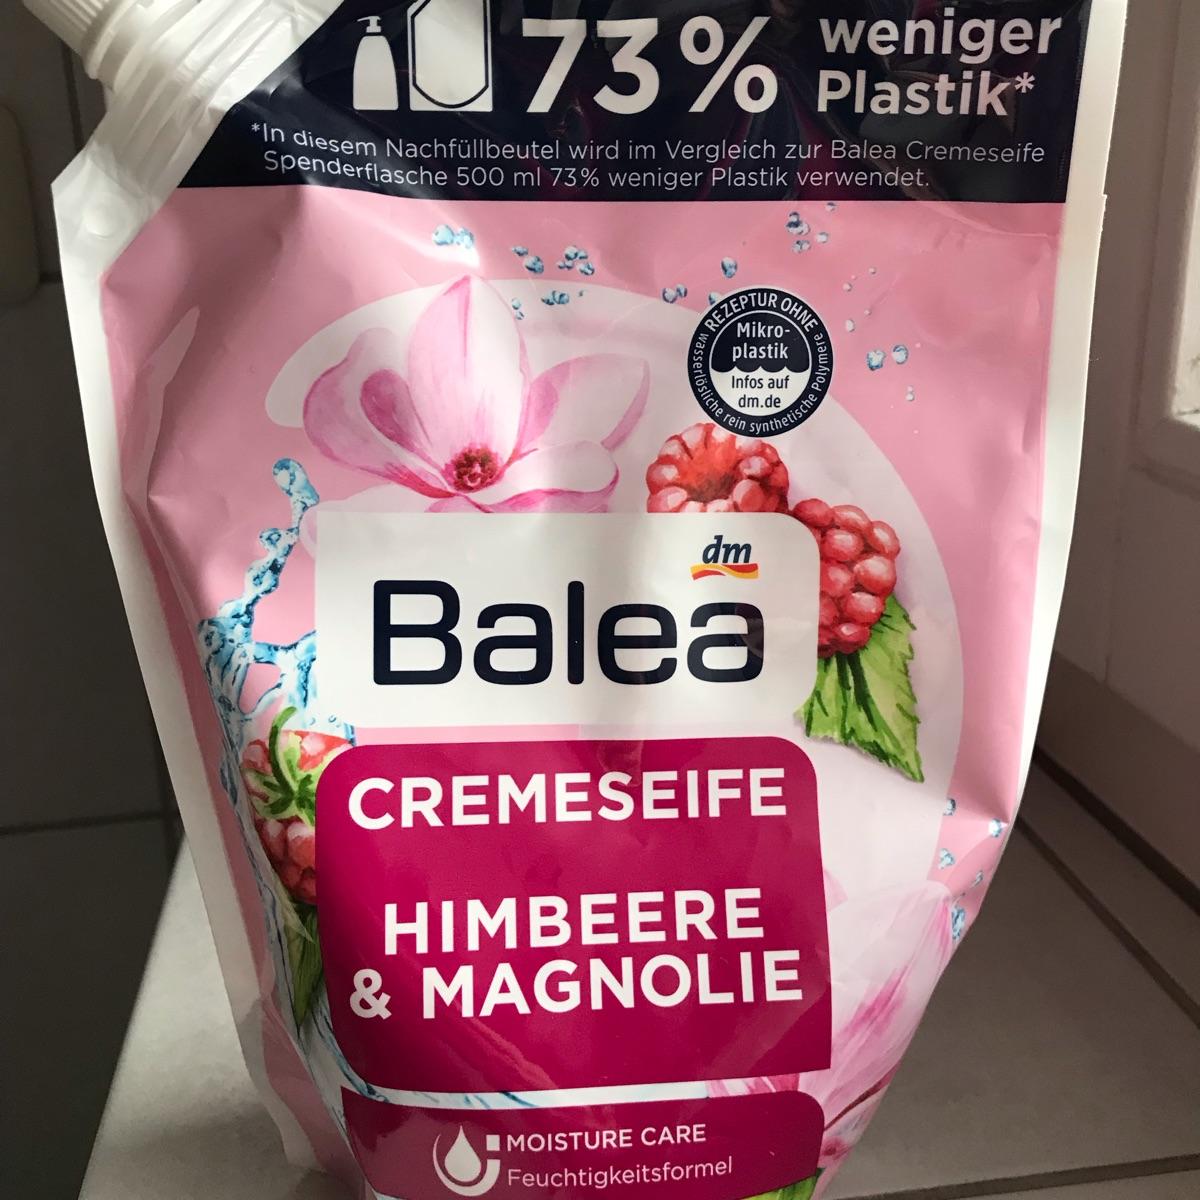 73% weniger
Plastik*
*In diesem Nachfüllbeutel wird im Vergleich zur Balea Cremeseife
Spenderflasche 500 ml 73% weniger Plastik verwendet.
REZEPTUR OHNE
Mikro-
plastik
Infos auf
dm.de
wasserlösliche rein synthetische Polymere
dm
Balea
CREMESEIFE
HIMBEERE
& MAGNOLIE
MOISTURE CARE
Feuchtigkeitsformel